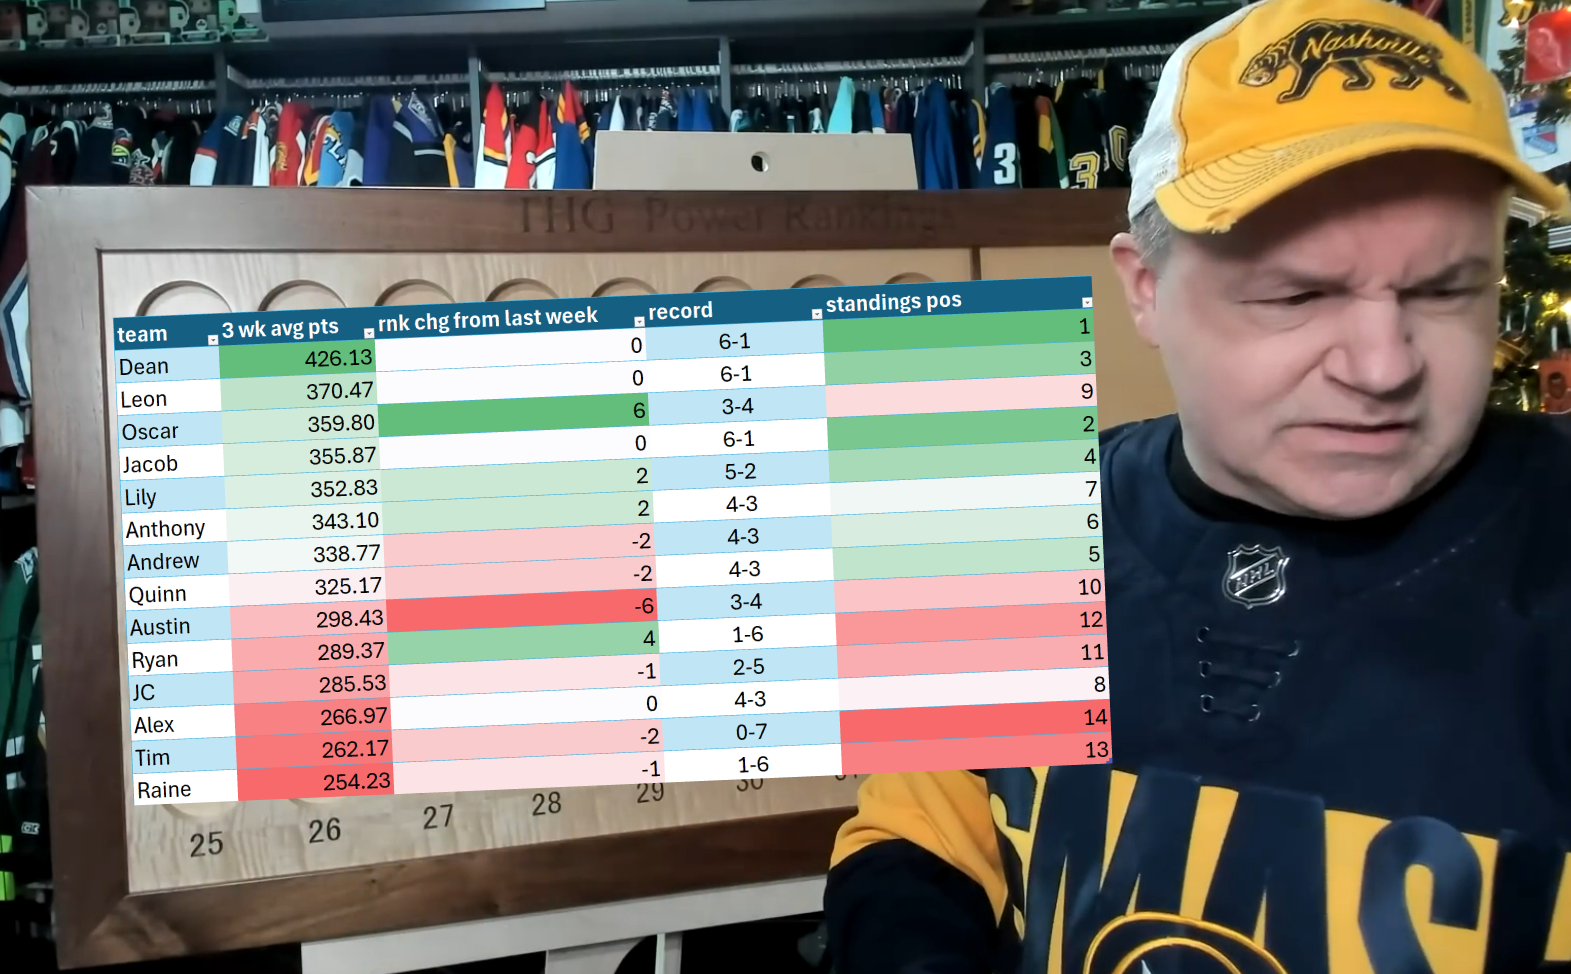 Nashville
3
3
THG Power Rankings
team 3 wk avg pts rnk chg from last week record standings pos
Dean 426.13 0 6-1 1
Leon 370.47 0 6-1 3
Oscar 359.80 6 3-4 9
Jacob 355.87 0 6-1 2
Lily 352.83 2 5-2 4
Anthony 343.10 2 4-3 7
Andrew 338.77 -2 4-3 6
Quinn 325.17 -2 4-3 5
Austin 298.43 -6 3-4 10
Ryan 289.37 4 1-6 12
JC 285.53 -1 2-5 11
Alex 266.97 0 4-3 8
Tim 262.17 -2 0-7 14
Raine 254.23 -1 1-6 13
25 26 27 28 29 30
NHL
SMAS